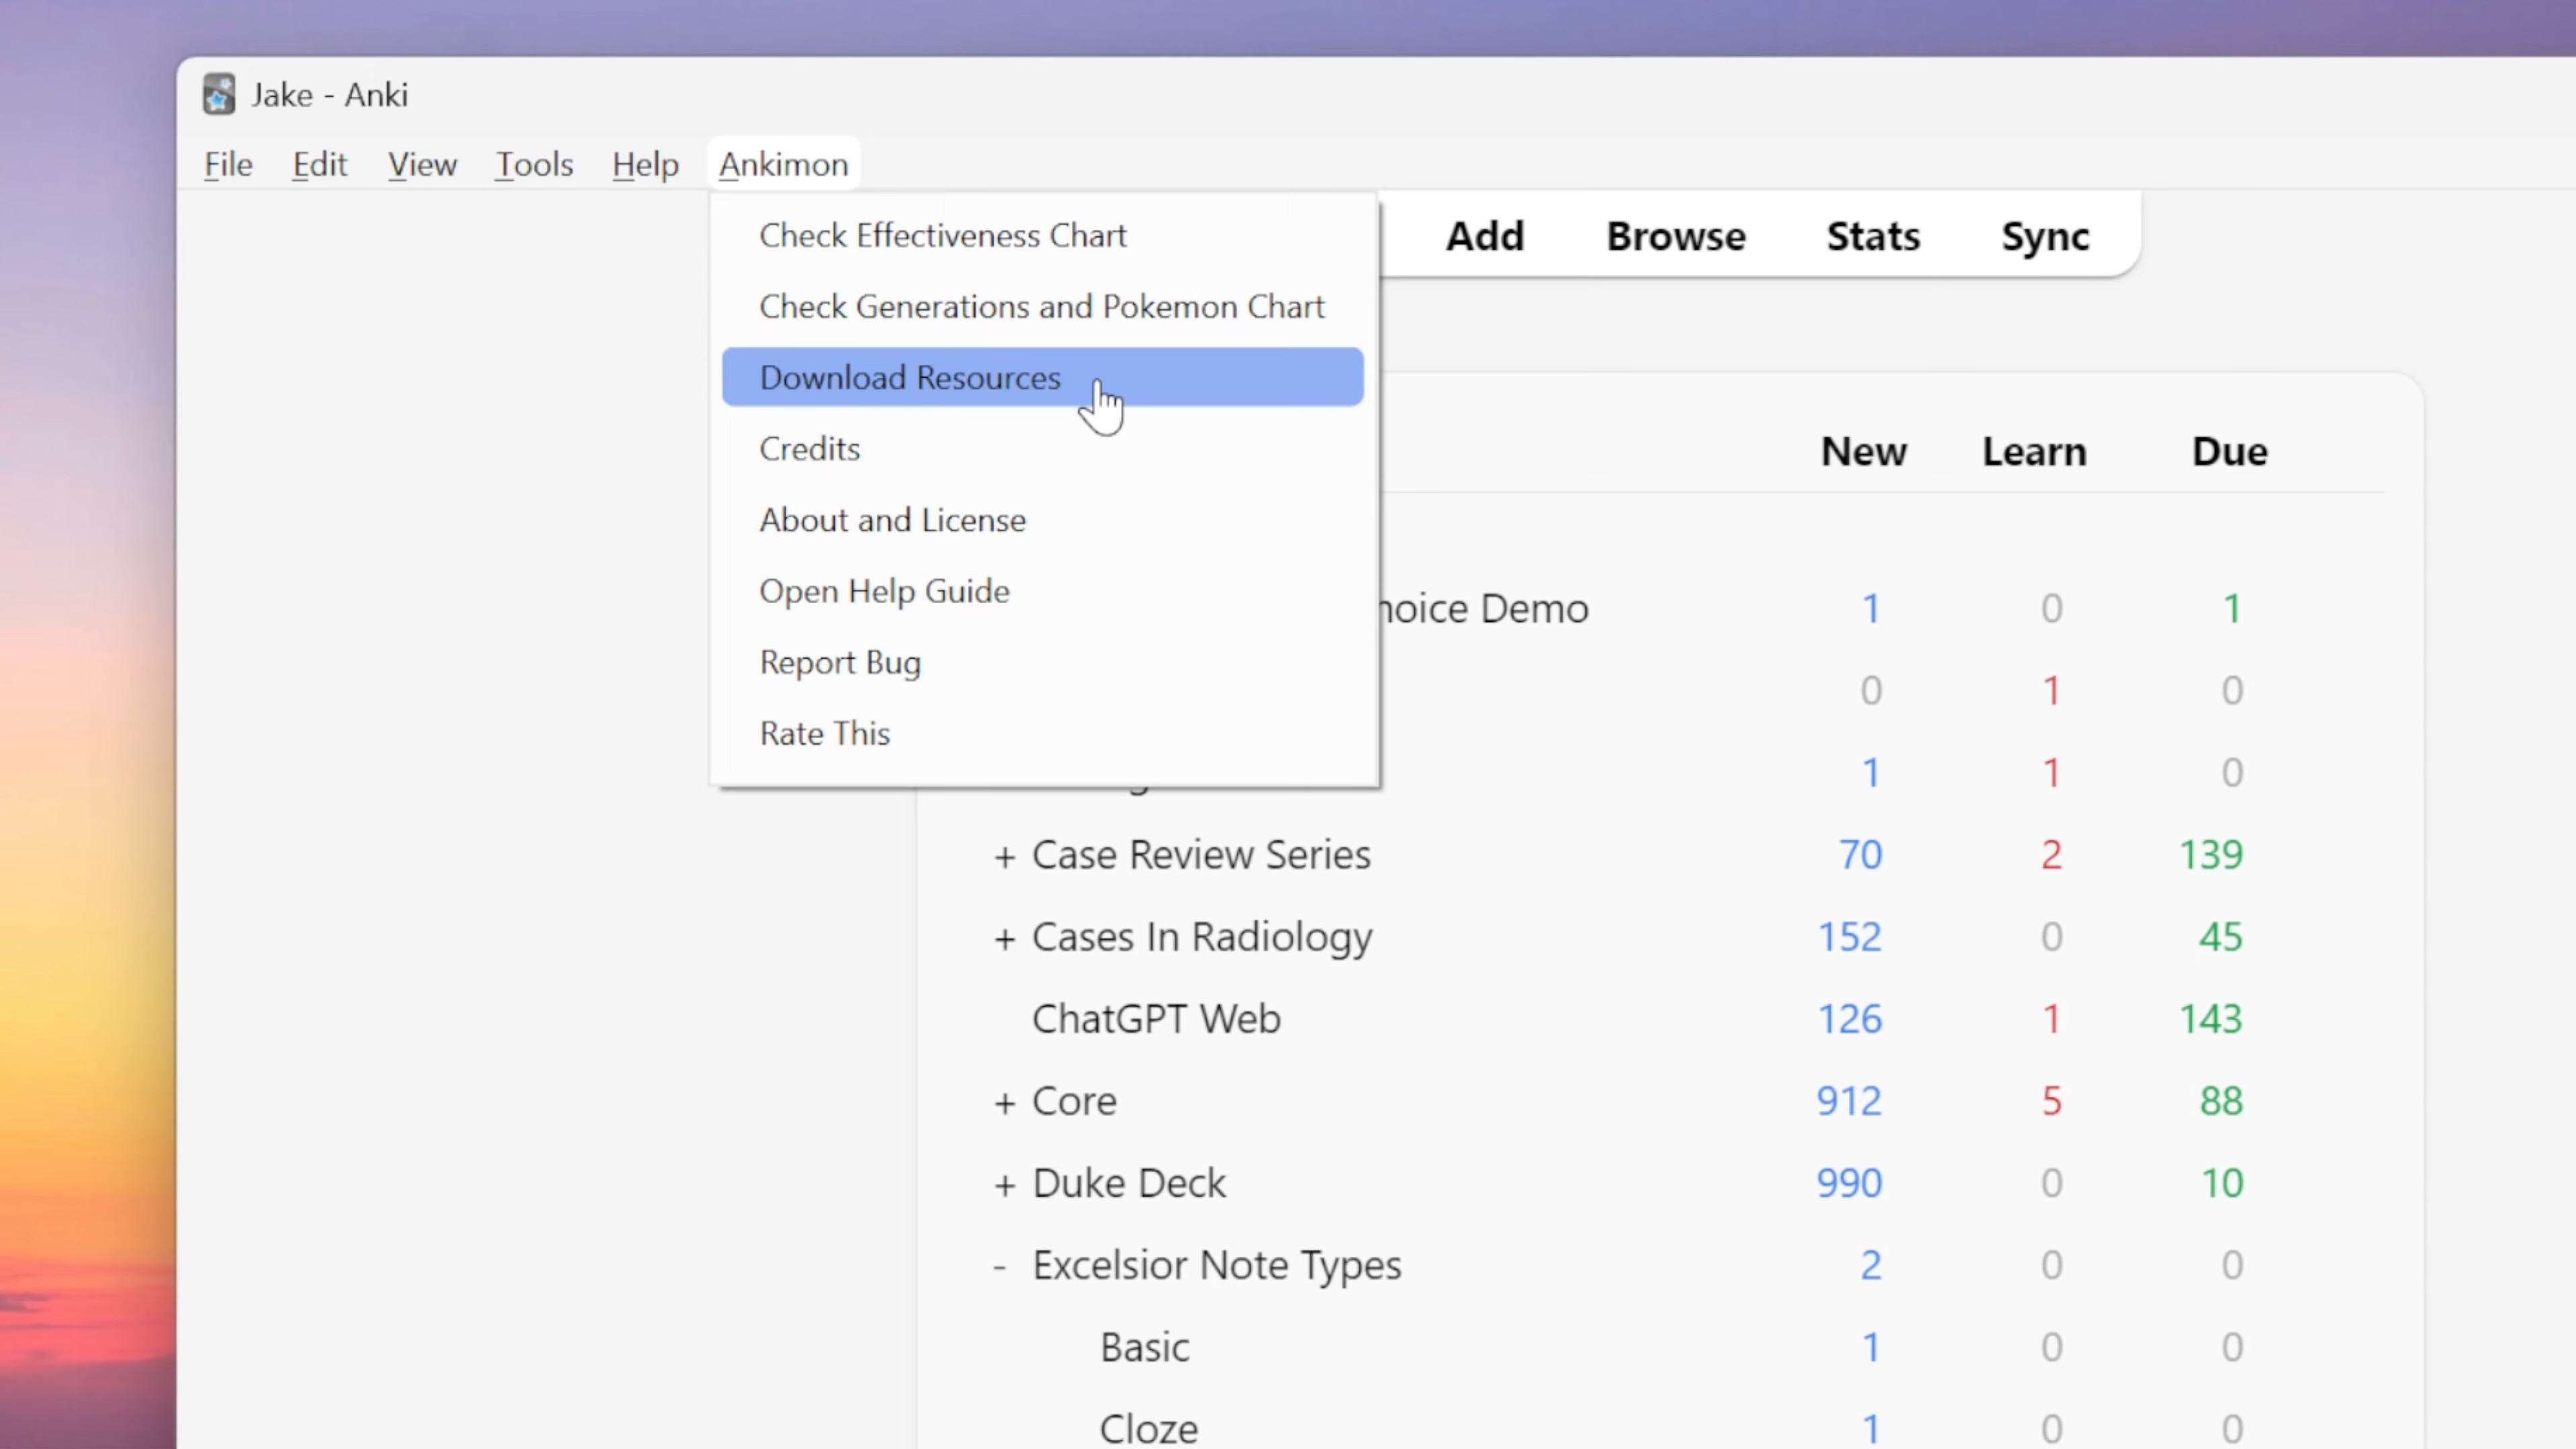 Jake - Anki
File Edit View Tools Help Ankimon
Check Effectiveness Chart
Check Generations and Pokemon Chart
Download Resources
Credits
About and License
Open Help Guide
Report Bug
Rate This
Add Browse Stats Sync
New Learn Due
Demo 1 0 1
0 1 0
1 1 0
+ Case Review Series 70 2 139
+ Cases In Radiology 152 0 45
ChatGPT Web 126 1 143
+ Core 912 5 88
+ Duke Deck 990 0 10
- Excelsior Note Types 2 0 0
Basic 1 0 0
Cloze 1 0 0